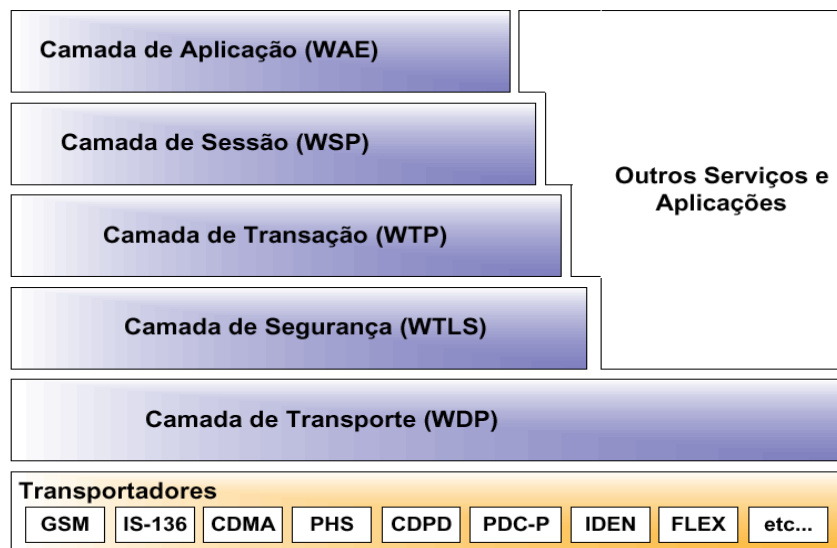 Camada de Aplicação (WAE)
Camada de Sessão (WSP)
Outros Serviços e
Aplicações
Camada de Transação (WTP)
Camada de Segurança (WTLS)
Camada de Transporte (WDP)
Transportadores
GSM IS-136 CDMA PHS CDPD PDC-P IDEN FLEX etc...